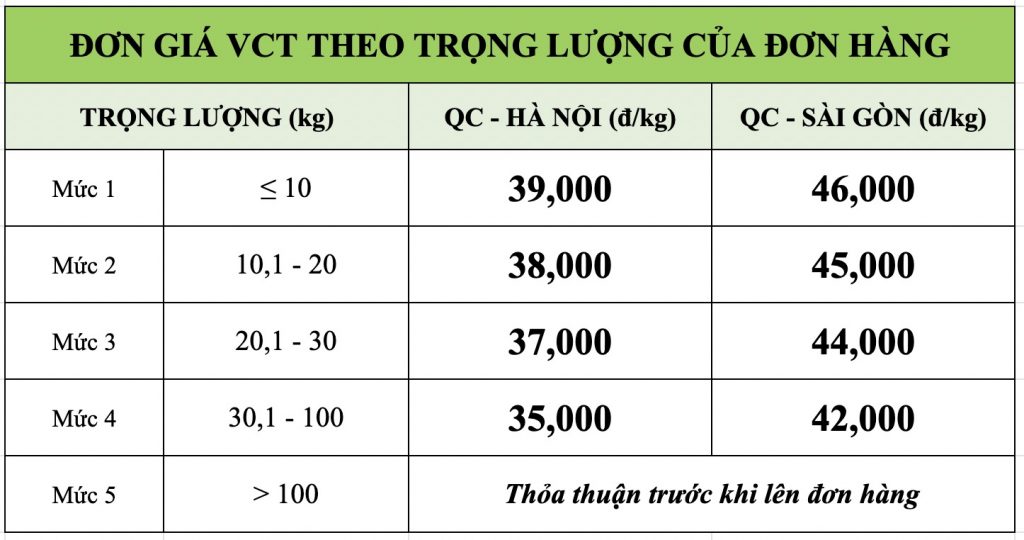 ĐƠN GIÁ VCT THEO TRỌNG LƯỢNG CỦA ĐƠN HÀNG
TRỌNG LƯỢNG (kg) QC - HÀ NỘI (đ/kg) QC - SÀI GÒN (đ/kg)
Mức 1 ≤ 10 39,000 46,000
Mức 2 10,1 - 20 38,000 45,000
Mức 3 20,1 - 30 37,000 44,000
Mức 4 30,1 - 100 35,000 42,000
Mức 5 > 100 Thỏa thuận trước khi lên đơn hàng